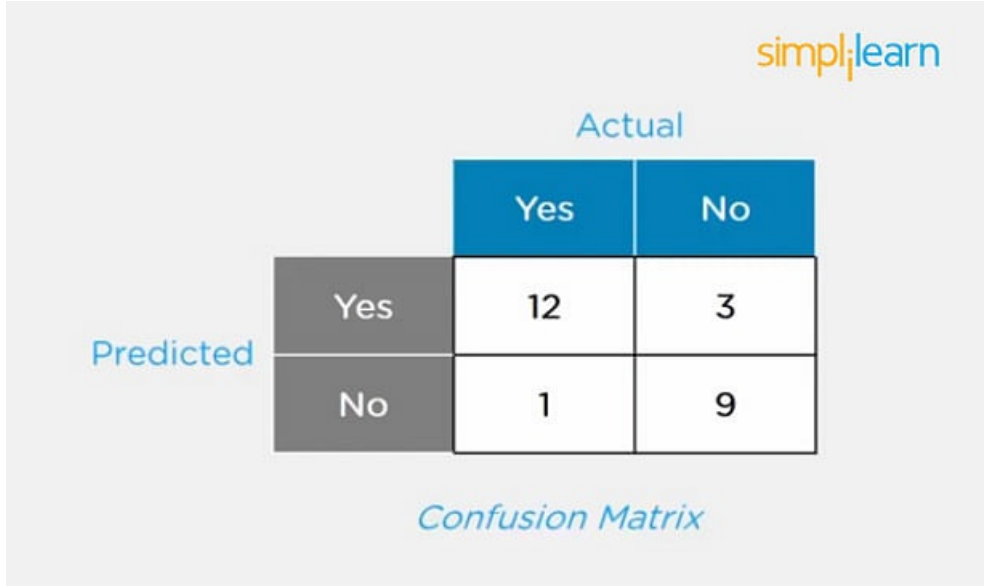 simplilearn
Actual
Yes No
Yes 12 3
Predicted
No 1 9
Confusion Matrix